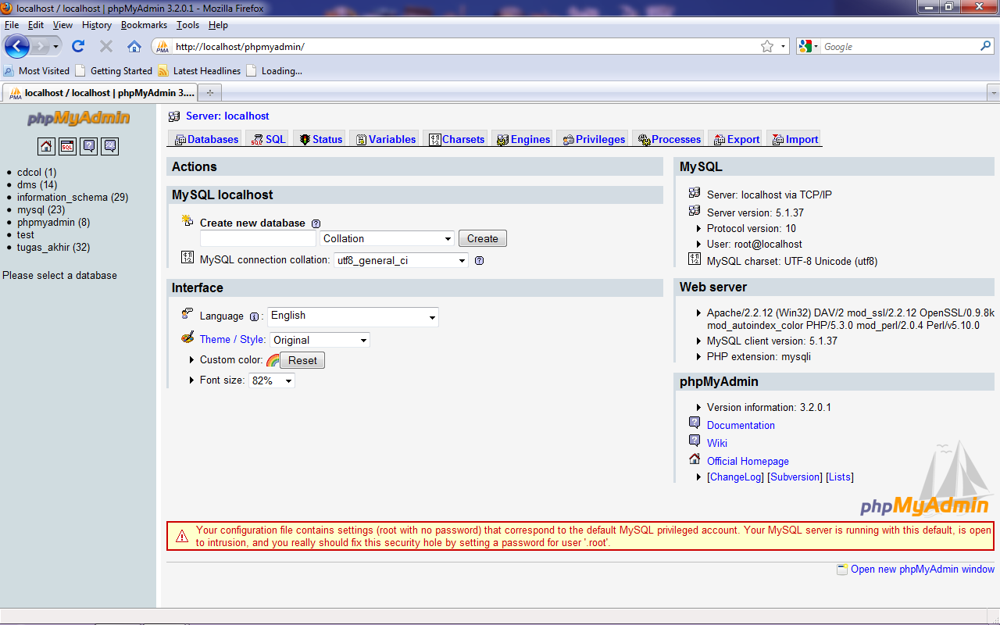 localhost / localhost | phpMyAdmin 3.2.0.1 - Mozilla Firefox
File Edit View History Bookmarks Tools Help
PMA http://localhost/phpmyadmin/ Google
Most Visited Getting Started Latest Headlines Loading...
PMA localhost / localhost | phpMyAdmin 3....
phpMyAdmin
SQL
cdcol (1)
dms (14)
information_schema (29)
mysql (23)
phpmyadmin (8)
test
tugas_akhir (32)
Please select a database
Server: localhost
Databases SQL Status Variables Charsets Engines Privileges Processes Export Import
Actions
MySQL localhost
Create new database
Collation Create
MySQL connection collation: utf8_general_ci
Interface
Language : English
Theme / Style: Original
Custom color: Reset
Font size: 82%
MySQL
Server: localhost via TCP/IP
Server version: 5.1.37
Protocol version: 10
User: root@localhost
MySQL charset: UTF-8 Unicode (utf8)
Web server
Apache/2.2.12 (Win32) DAV/2 mod_ssl/2.2.12 OpenSSL/0.9.8k
mod_autoindex_color PHP/5.3.0 mod_perl/2.0.4 Perl/v5.10.0
MySQL client version: 5.1.37
PHP extension: mysqli
phpMyAdmin
Version information: 3.2.0.1
Documentation
Wiki
Official Homepage
[ChangeLog] [Subversion] [Lists]
phpMyAdmin
Your configuration file contains settings (root with no password) that correspond to the default MySQL privileged account. Your MySQL server is running with this default, is open
to intrusion, and you really should fix this security hole by setting a password for user '.root'.
Open new phpMyAdmin window